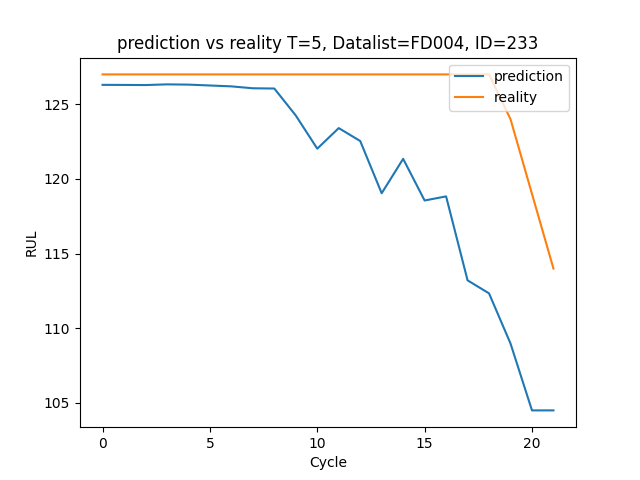 prediction vs reality T=5, Datalist=FD004, ID=233
prediction
reality
125
120
115
110
105
RUL
0 5 10 15 20
Cycle